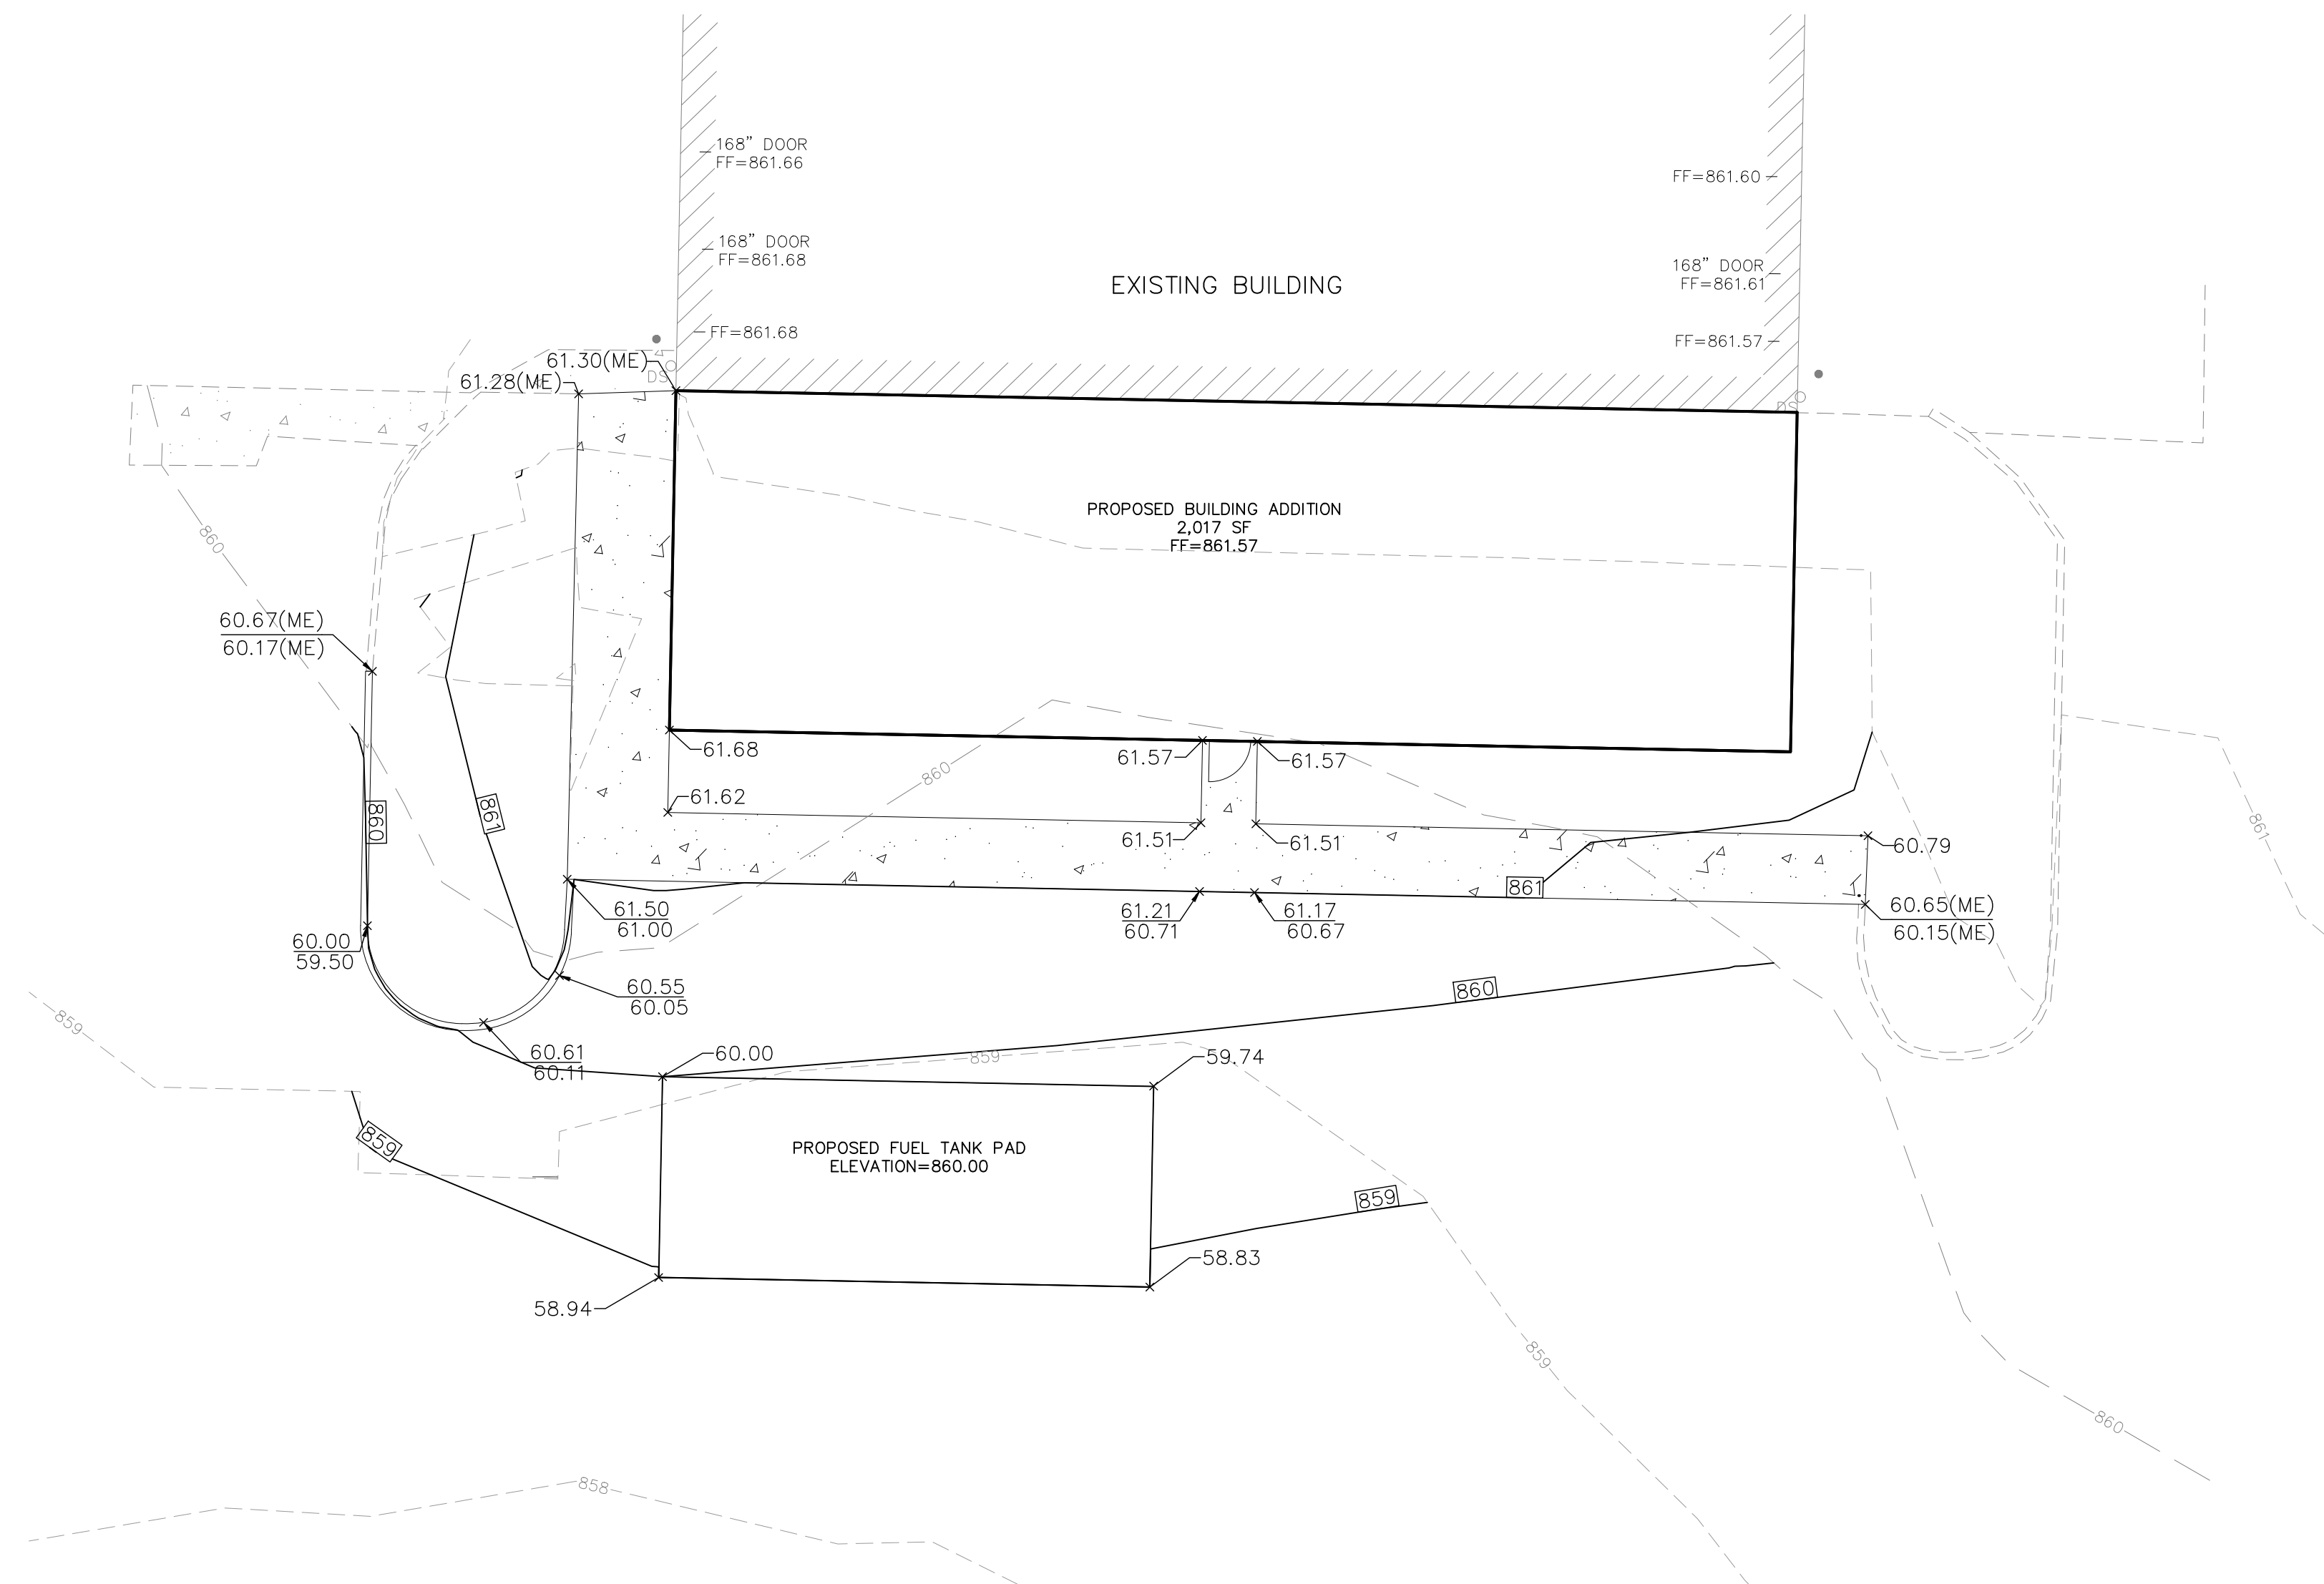 168" DOOR
FF=861.66
FF=861.60
168" DOOR
FF=861.68
168" DOOR
FF=861.61
EXISTING BUILDING
FF=861.68
FF=861.57
61.30(ME)
DS
61.28(ME)
DS
PROPOSED BUILDING ADDITION
2,017 SF
FF=861.57
860
60.67(ME)
60.17(ME)
61.68
61.57
61.57
860
61.62
860
861
861
61.51
61.51
60.79
861
61.50
61.00
61.21
60.71
61.17
60.67
60.65(ME)
60.15(ME)
60.00
59.50
60.55
60.05
860
859
60.61
60.11
60.00
859
59.74
859
PROPOSED FUEL TANK PAD
ELEVATION=860.00
859
58.83
58.94
859
860
858